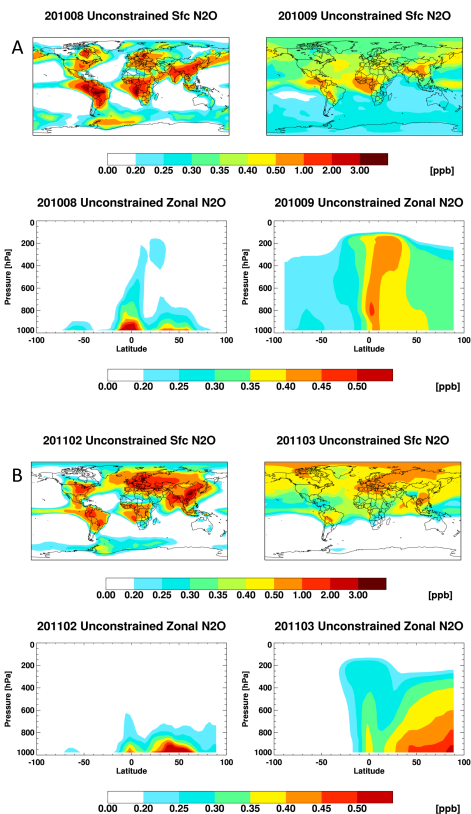 201008 Unconstrained Sfc N2O 201009 Unconstrained Sfc N2O
A
0.00 0.20 0.25 0.30 0.35 0.40 0.50 1.00 2.00 3.00 [ppb]
201008 Unconstrained Zonal N2O 201009 Unconstrained Zonal N2O
Pressure [hPa] Pressure [hPa]
0 0
200 200
400 400
600 600
800 800
1000 1000
-100 -50 0 50 100 -100 -50 0 50 100
Latitude Latitude
0.00 0.20 0.25 0.30 0.35 0.40 0.45 0.50 [ppb]
201102 Unconstrained Sfc N2O 201103 Unconstrained Sfc N2O
B
0.00 0.20 0.25 0.30 0.35 0.40 0.50 1.00 2.00 3.00 [ppb]
201102 Unconstrained Zonal N2O 201103 Unconstrained Zonal N2O
Pressure [hPa] Pressure [hPa]
0 0
200 200
400 400
600 600
800 800
1000 1000
-100 -50 0 50 100 -100 -50 0 50 100
Latitude Latitude
0.00 0.20 0.25 0.30 0.35 0.40 0.45 0.50 [ppb]